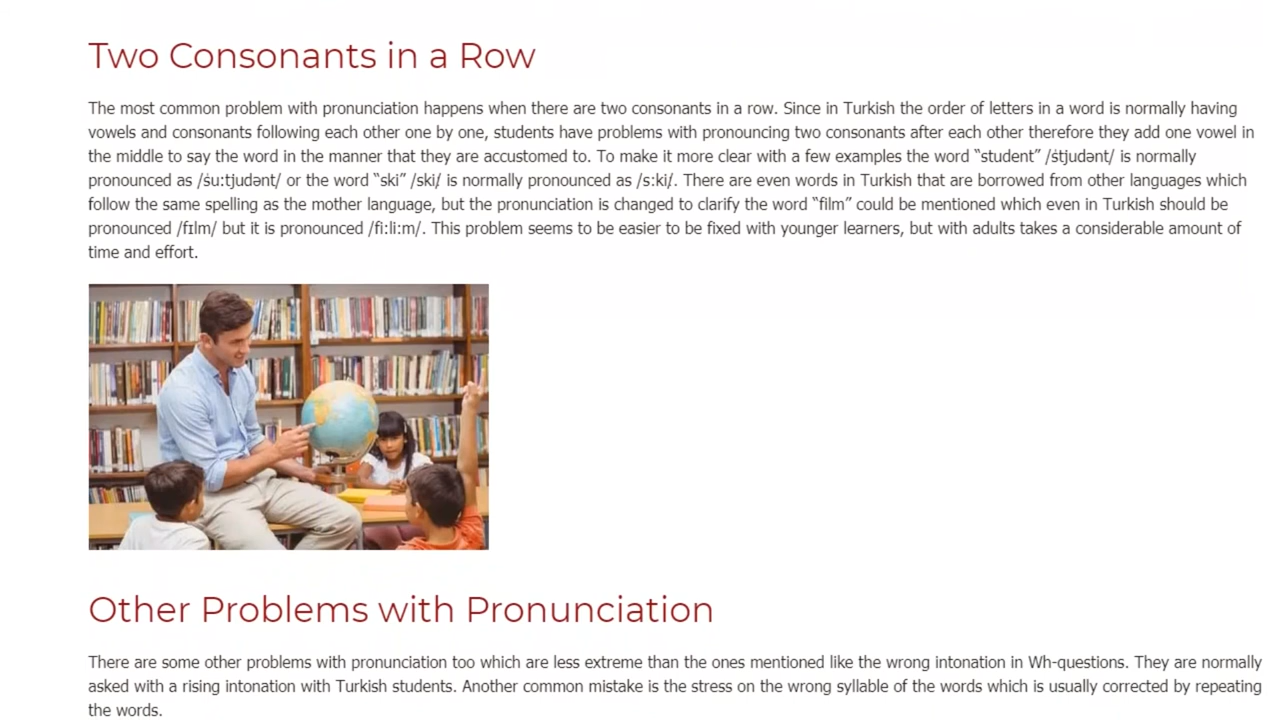 Two Consonants in a Row
The most common problem with pronunciation happens when there are two consonants in a row. Since in Turkish the order of letters in a word is normally having
vowels and consonants following each other one by one, students have problems with pronouncing two consonants after each other therefore they add one vowel in
the middle to say the word in the manner that they are accustomed to. To make it more clear with a few examples the word “student” /ṡtjudənt/ is normally
pronounced as /ṡu:tjudənt/ or the word “ski” /ski/ is normally pronounced as /s:ki/. There are even words in Turkish that are borrowed from other languages which
follow the same spelling as the mother language, but the pronunciation is changed to clarify the word “film” could be mentioned which even in Turkish should be
pronounced /fɪlm/ but it is pronounced /fi:li:m/. This problem seems to be easier to be fixed with younger learners, but with adults takes a considerable amount of
time and effort.
Other Problems with Pronunciation
There are some other problems with pronunciation too which are less extreme than the ones mentioned like the wrong intonation in Wh-questions. They are normally
asked with a rising intonation with Turkish students. Another common mistake is the stress on the wrong syllable of the words which is usually corrected by repeating
the words.